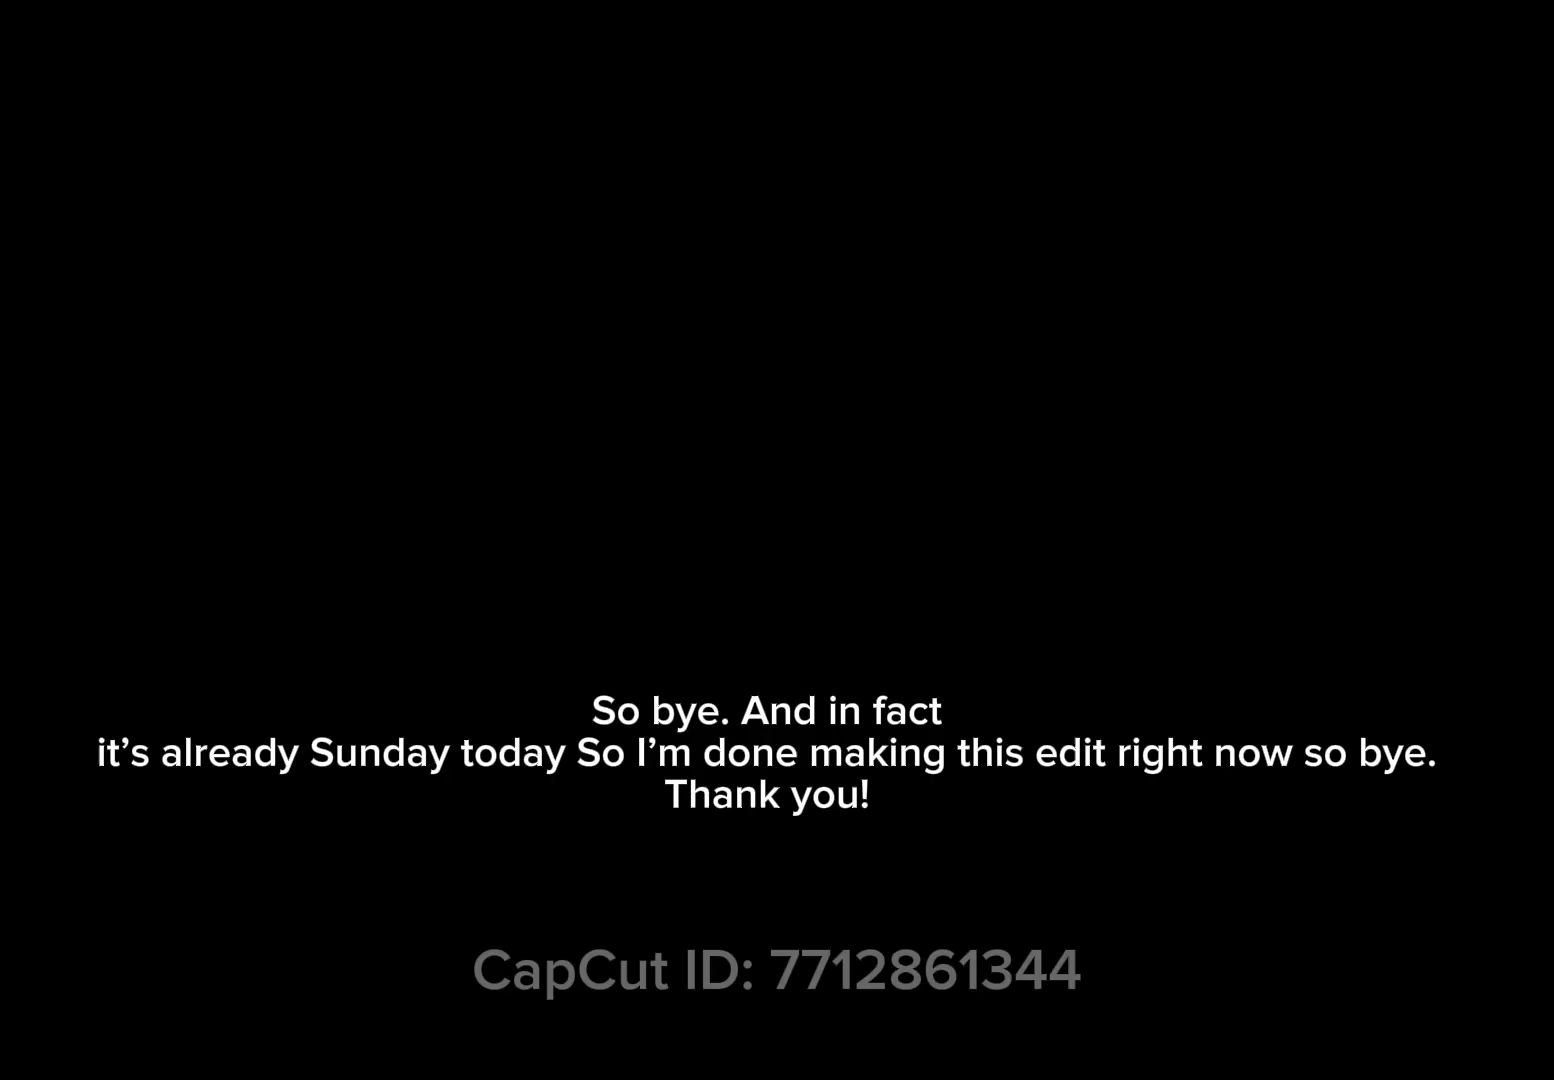 So bye. And in fact
it’s already Sunday today So I’m done making this edit right now so bye.
Thank you!
CapCut ID: 7712861344